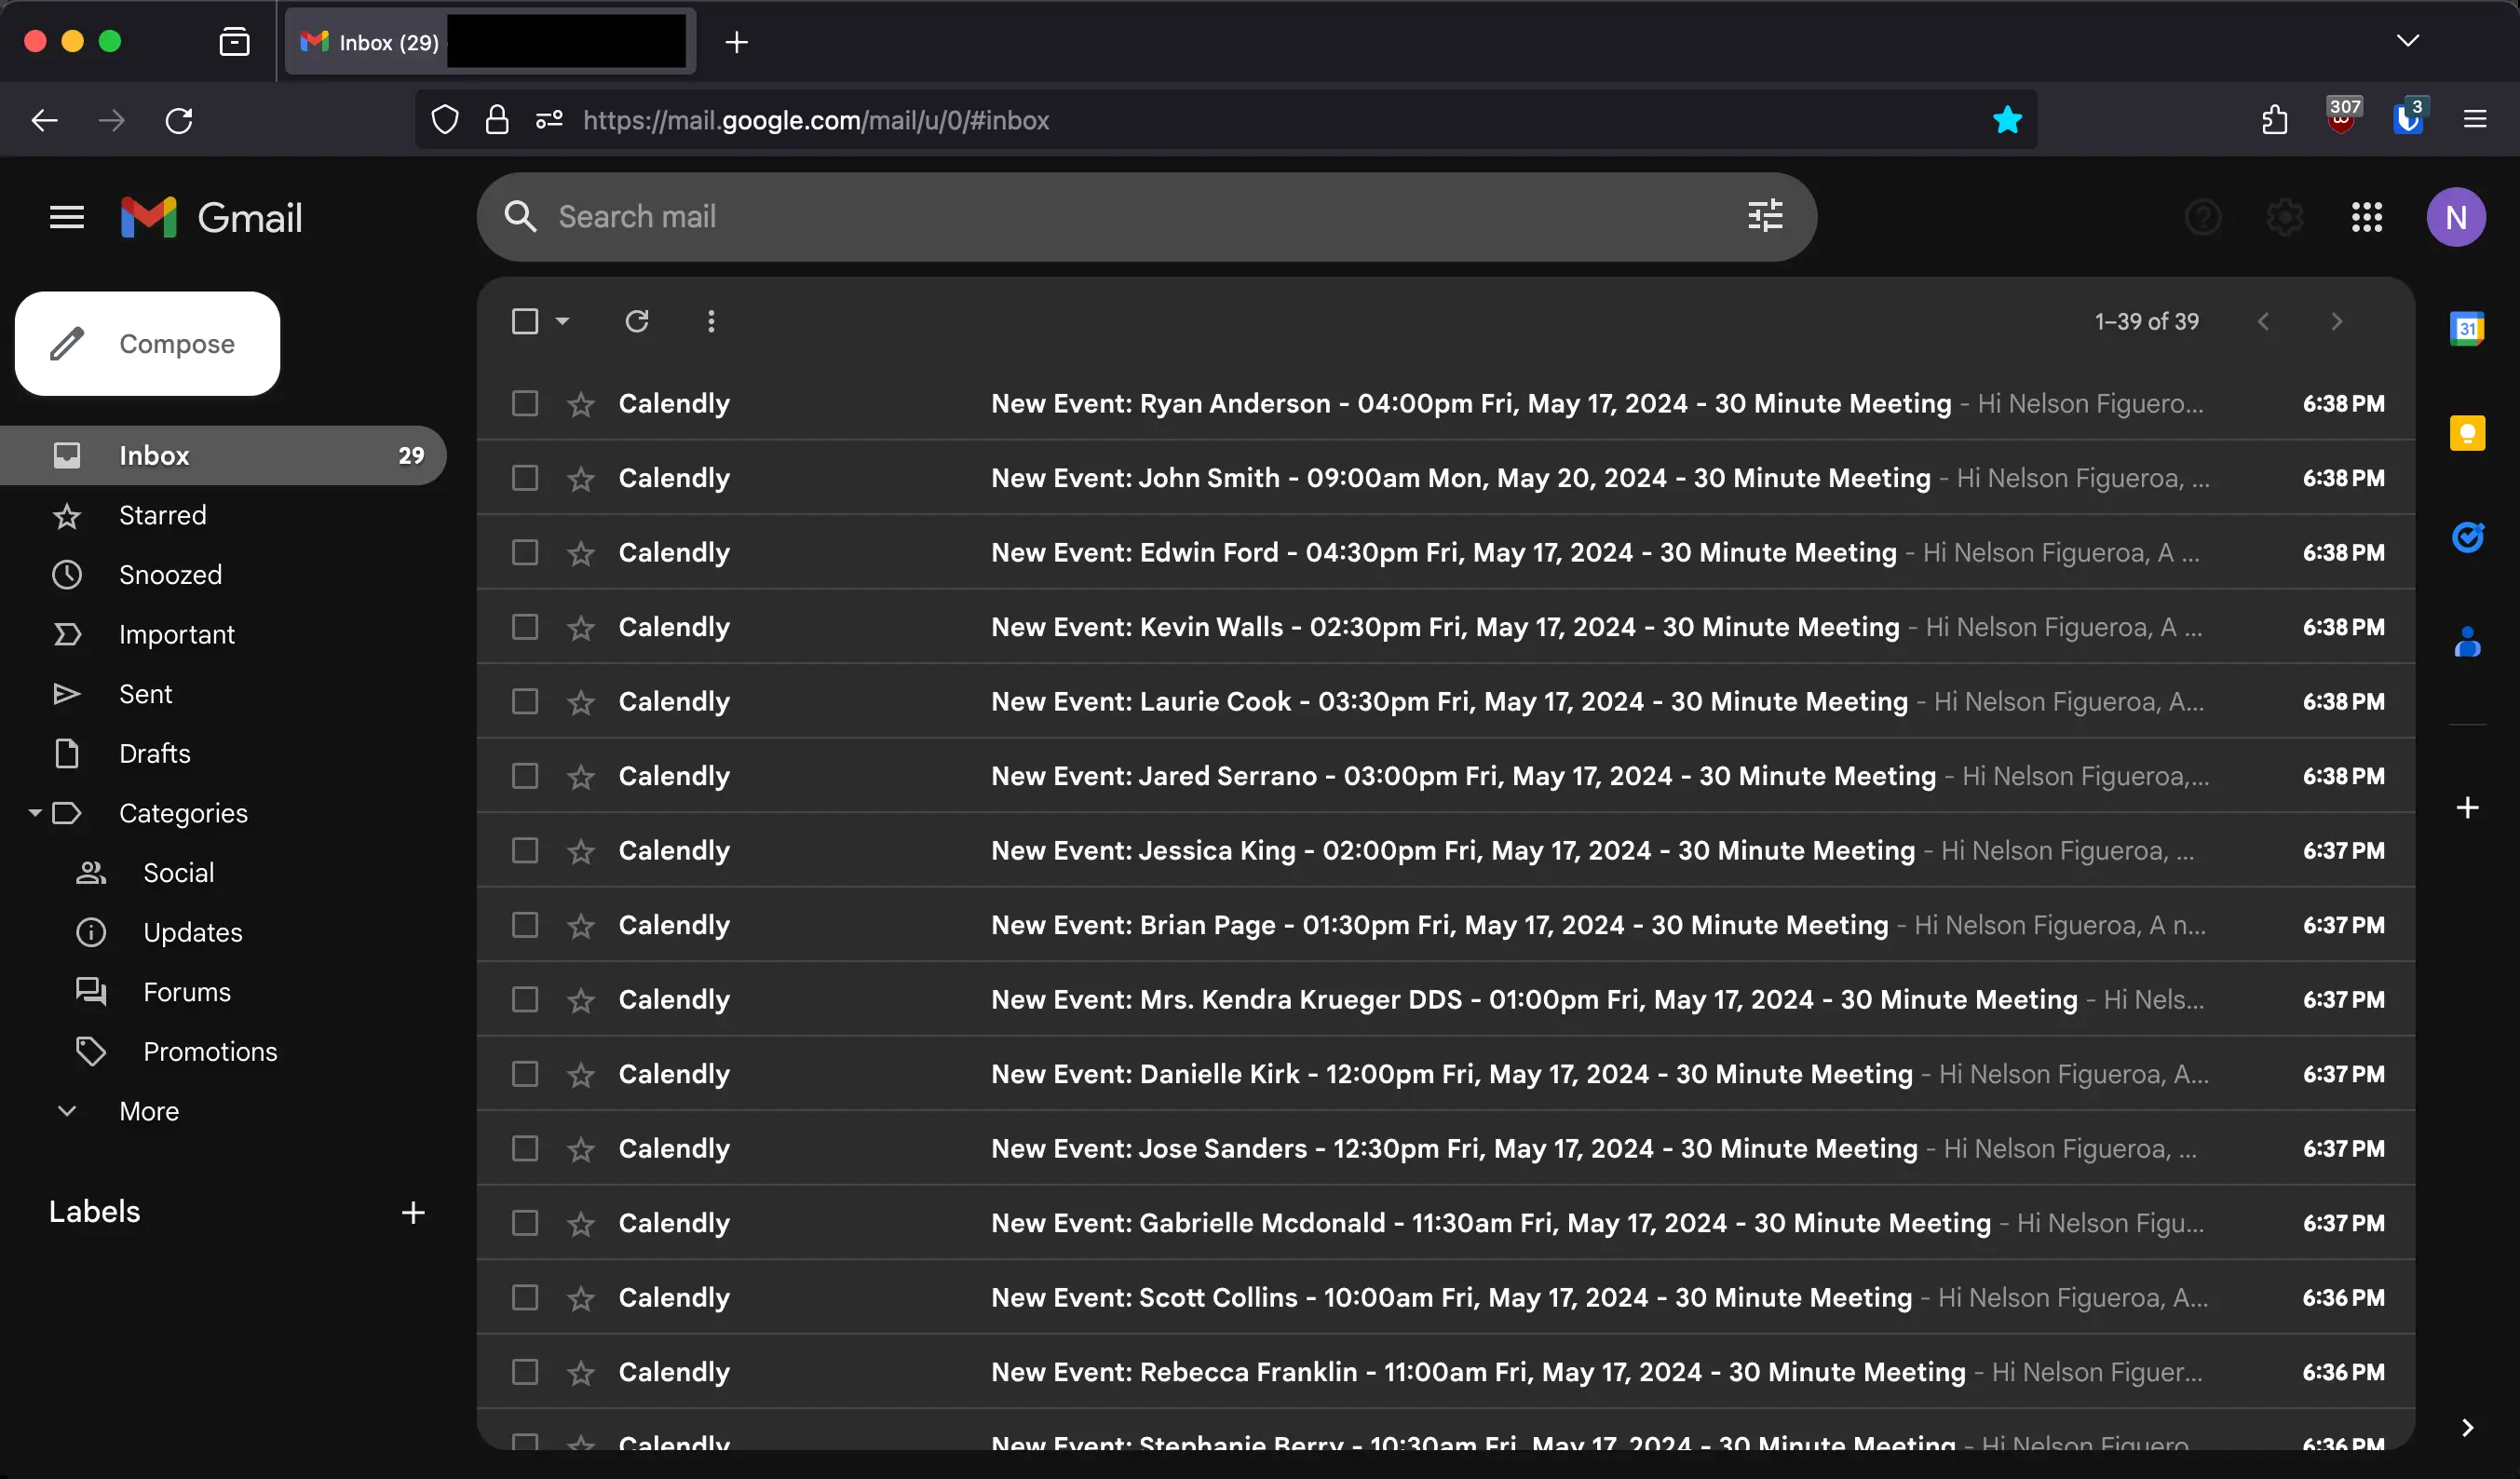 Inbox (29)
https://mail.google.com/mail/u/0/#inbox
307
3
Gmail
Search mail
N
Compose
1–39 of 39
31
Inbox 29
Starred
Snoozed
Important
Sent
Drafts
Categories
Social
Updates
Forums
Promotions
More
Labels
Calendly New Event: Ryan Anderson - 04:00pm Fri, May 17, 2024 - 30 Minute Meeting - Hi Nelson Figuero... 6:38 PM
Calendly New Event: John Smith - 09:00am Mon, May 20, 2024 - 30 Minute Meeting - Hi Nelson Figueroa, ... 6:38 PM
Calendly New Event: Edwin Ford - 04:30pm Fri, May 17, 2024 - 30 Minute Meeting - Hi Nelson Figueroa, A ... 6:38 PM
Calendly New Event: Kevin Walls - 02:30pm Fri, May 17, 2024 - 30 Minute Meeting - Hi Nelson Figueroa, A ... 6:38 PM
Calendly New Event: Laurie Cook - 03:30pm Fri, May 17, 2024 - 30 Minute Meeting - Hi Nelson Figueroa, A... 6:38 PM
Calendly New Event: Jared Serrano - 03:00pm Fri, May 17, 2024 - 30 Minute Meeting - Hi Nelson Figueroa,... 6:38 PM
Calendly New Event: Jessica King - 02:00pm Fri, May 17, 2024 - 30 Minute Meeting - Hi Nelson Figueroa, ... 6:37 PM
Calendly New Event: Brian Page - 01:30pm Fri, May 17, 2024 - 30 Minute Meeting - Hi Nelson Figueroa, A n... 6:37 PM
Calendly New Event: Mrs. Kendra Krueger DDS - 01:00pm Fri, May 17, 2024 - 30 Minute Meeting - Hi Nels... 6:37 PM
Calendly New Event: Danielle Kirk - 12:00pm Fri, May 17, 2024 - 30 Minute Meeting - Hi Nelson Figueroa, A... 6:37 PM
Calendly New Event: Jose Sanders - 12:30pm Fri, May 17, 2024 - 30 Minute Meeting - Hi Nelson Figueroa, ... 6:37 PM
Calendly New Event: Gabrielle Mcdonald - 11:30am Fri, May 17, 2024 - 30 Minute Meeting - Hi Nelson Figu... 6:37 PM
Calendly New Event: Scott Collins - 10:00am Fri, May 17, 2024 - 30 Minute Meeting - Hi Nelson Figueroa, A... 6:36 PM
Calendly New Event: Rebecca Franklin - 11:00am Fri, May 17, 2024 - 30 Minute Meeting - Hi Nelson Figuer... 6:36 PM
Calendly New Event: Stephanie Berry - 10:30am Fri, May 17, 2024 - 30 Minute Meeting - Hi Nelson Figuero... 6:36 PM